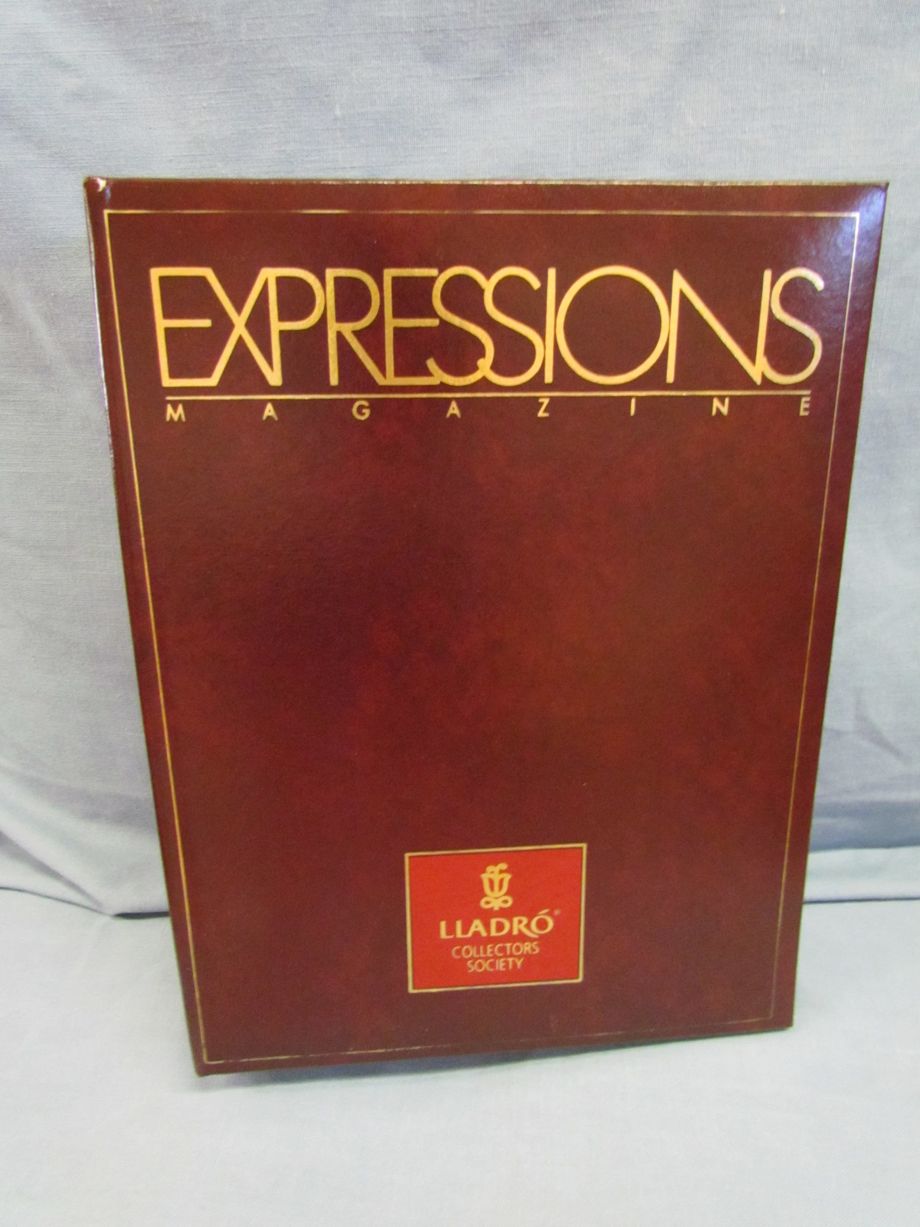 EXPRESSIONS
MAGAZINE
LLADRÓ®
COLLECTORS
SOCIETY